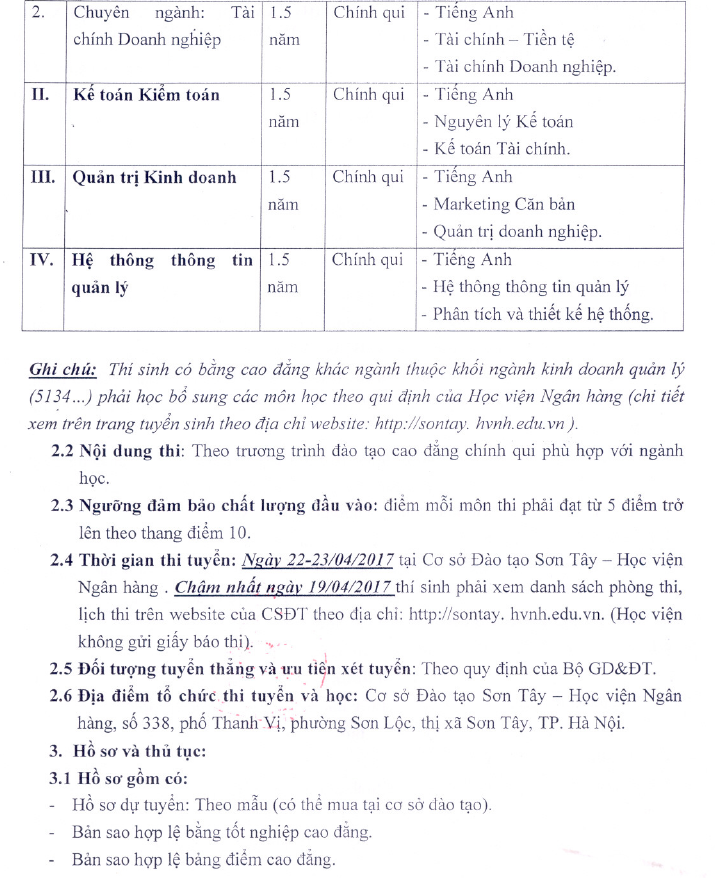 2. Chuyên ngành: Tài 1.5 Chính qui - Tiếng Anh
chính Doanh nghiệp năm - Tài chính – Tiền tệ
- Tài chính Doanh nghiệp.
II. Kế toán Kiểm toán 1.5 Chính qui - Tiếng Anh
năm - Nguyên lý Kế toán
- Kế toán Tài chính.
III. Quản trị Kinh doanh 1.5 Chính qui - Tiếng Anh
năm - Marketing Căn bản
- Quản trị doanh nghiệp.
IV. Hệ thông thông tin 1.5 Chính qui - Tiếng Anh
quản lý năm - Hệ thông thông tin quản lý
- Phân tích và thiết kế hệ thống.
Ghi chú: Thí sinh có bằng cao đẳng khác ngành thuộc khối ngành kinh doanh quản lý
(5134...) phải học bổ sung các môn học theo qui định của Học viện Ngân hàng (chi tiết
xem trên trang tuyển sinh theo địa chỉ website: http://sontay. hvnh.edu.vn ).
2.2 Nội dung thi: Theo trương trình đào tạo cao đẳng chính qui phù hợp với ngành
học.
2.3 Ngưỡng đảm bảo chất lượng đầu vào: điểm mỗi môn thi phải đạt từ 5 điểm trở
lên theo thang điểm 10.
2.4 Thời gian thi tuyển: Ngày 22-23/04/2017 tại Cơ sở Đào tạo Sơn Tây – Học viện
Ngân hàng . Chậm nhất ngày 19/04/2017 thí sinh phải xem danh sách phòng thi,
lịch thi trên website của CSĐT theo địa chỉ: http://sontay. hvnh.edu.vn. (Học viện
không gửi giấy báo thi).
2.5 Đối tượng tuyển thẳng và ưu tiên xét tuyển: Theo quy định của Bộ GD&ĐT.
2.6 Địa điểm tổ chức thi tuyển và học: Cơ sở Đào tạo Sơn Tây – Học viện Ngân
hàng, số 338, phố Thanh Vị, phường Sơn Lộc, thị xã Sơn Tây, TP. Hà Nội.
3. Hồ sơ và thủ tục:
3.1 Hồ sơ gồm có:
- Hồ sơ dự tuyển: Theo mẫu (có thể mua tại cơ sở đào tạo).
- Bản sao hợp lệ bằng tốt nghiệp cao đẳng.
- Bản sao hợp lệ bảng điểm cao đẳng.